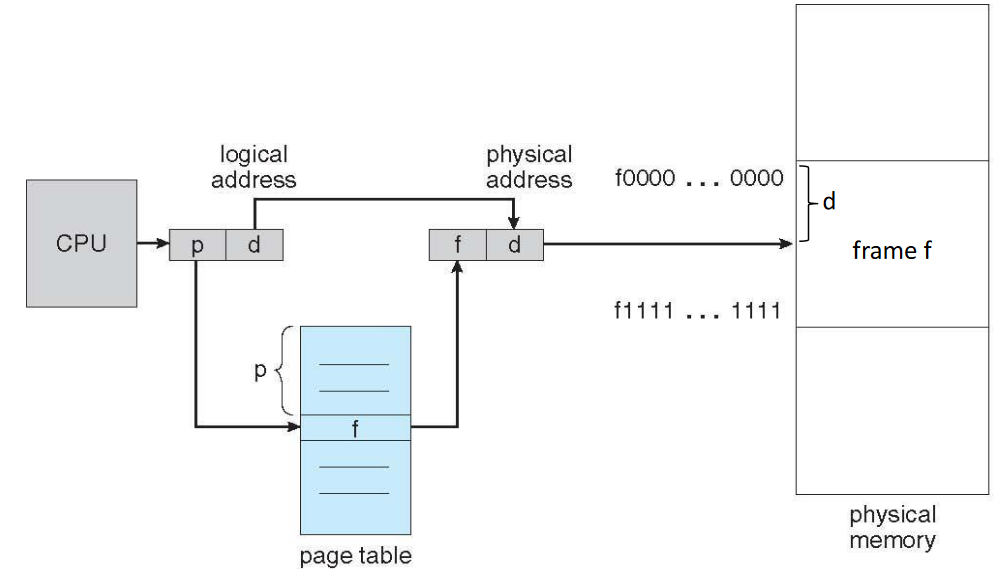 logical
address
physical
address
f0000 ... 0000
d
CPU
p
d
f
d
frame f
f1111 ... 1111
p
f
page table
physical
memory